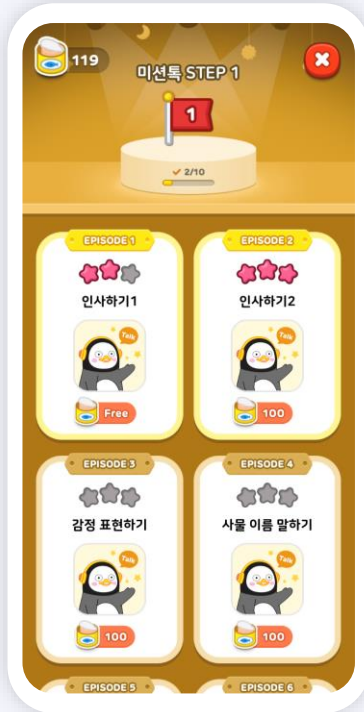 119
미션톡 STEP 1
1
2/10
EPISODE 1
EPISODE 2
인사하기1
인사하기2
Talk
Talk
Free
100
EPISODE 3
EPISODE 4
감정 표현하기
사물 이름 말하기
Talk
Talk
100
100
EPISODE 5
EPISODE 6